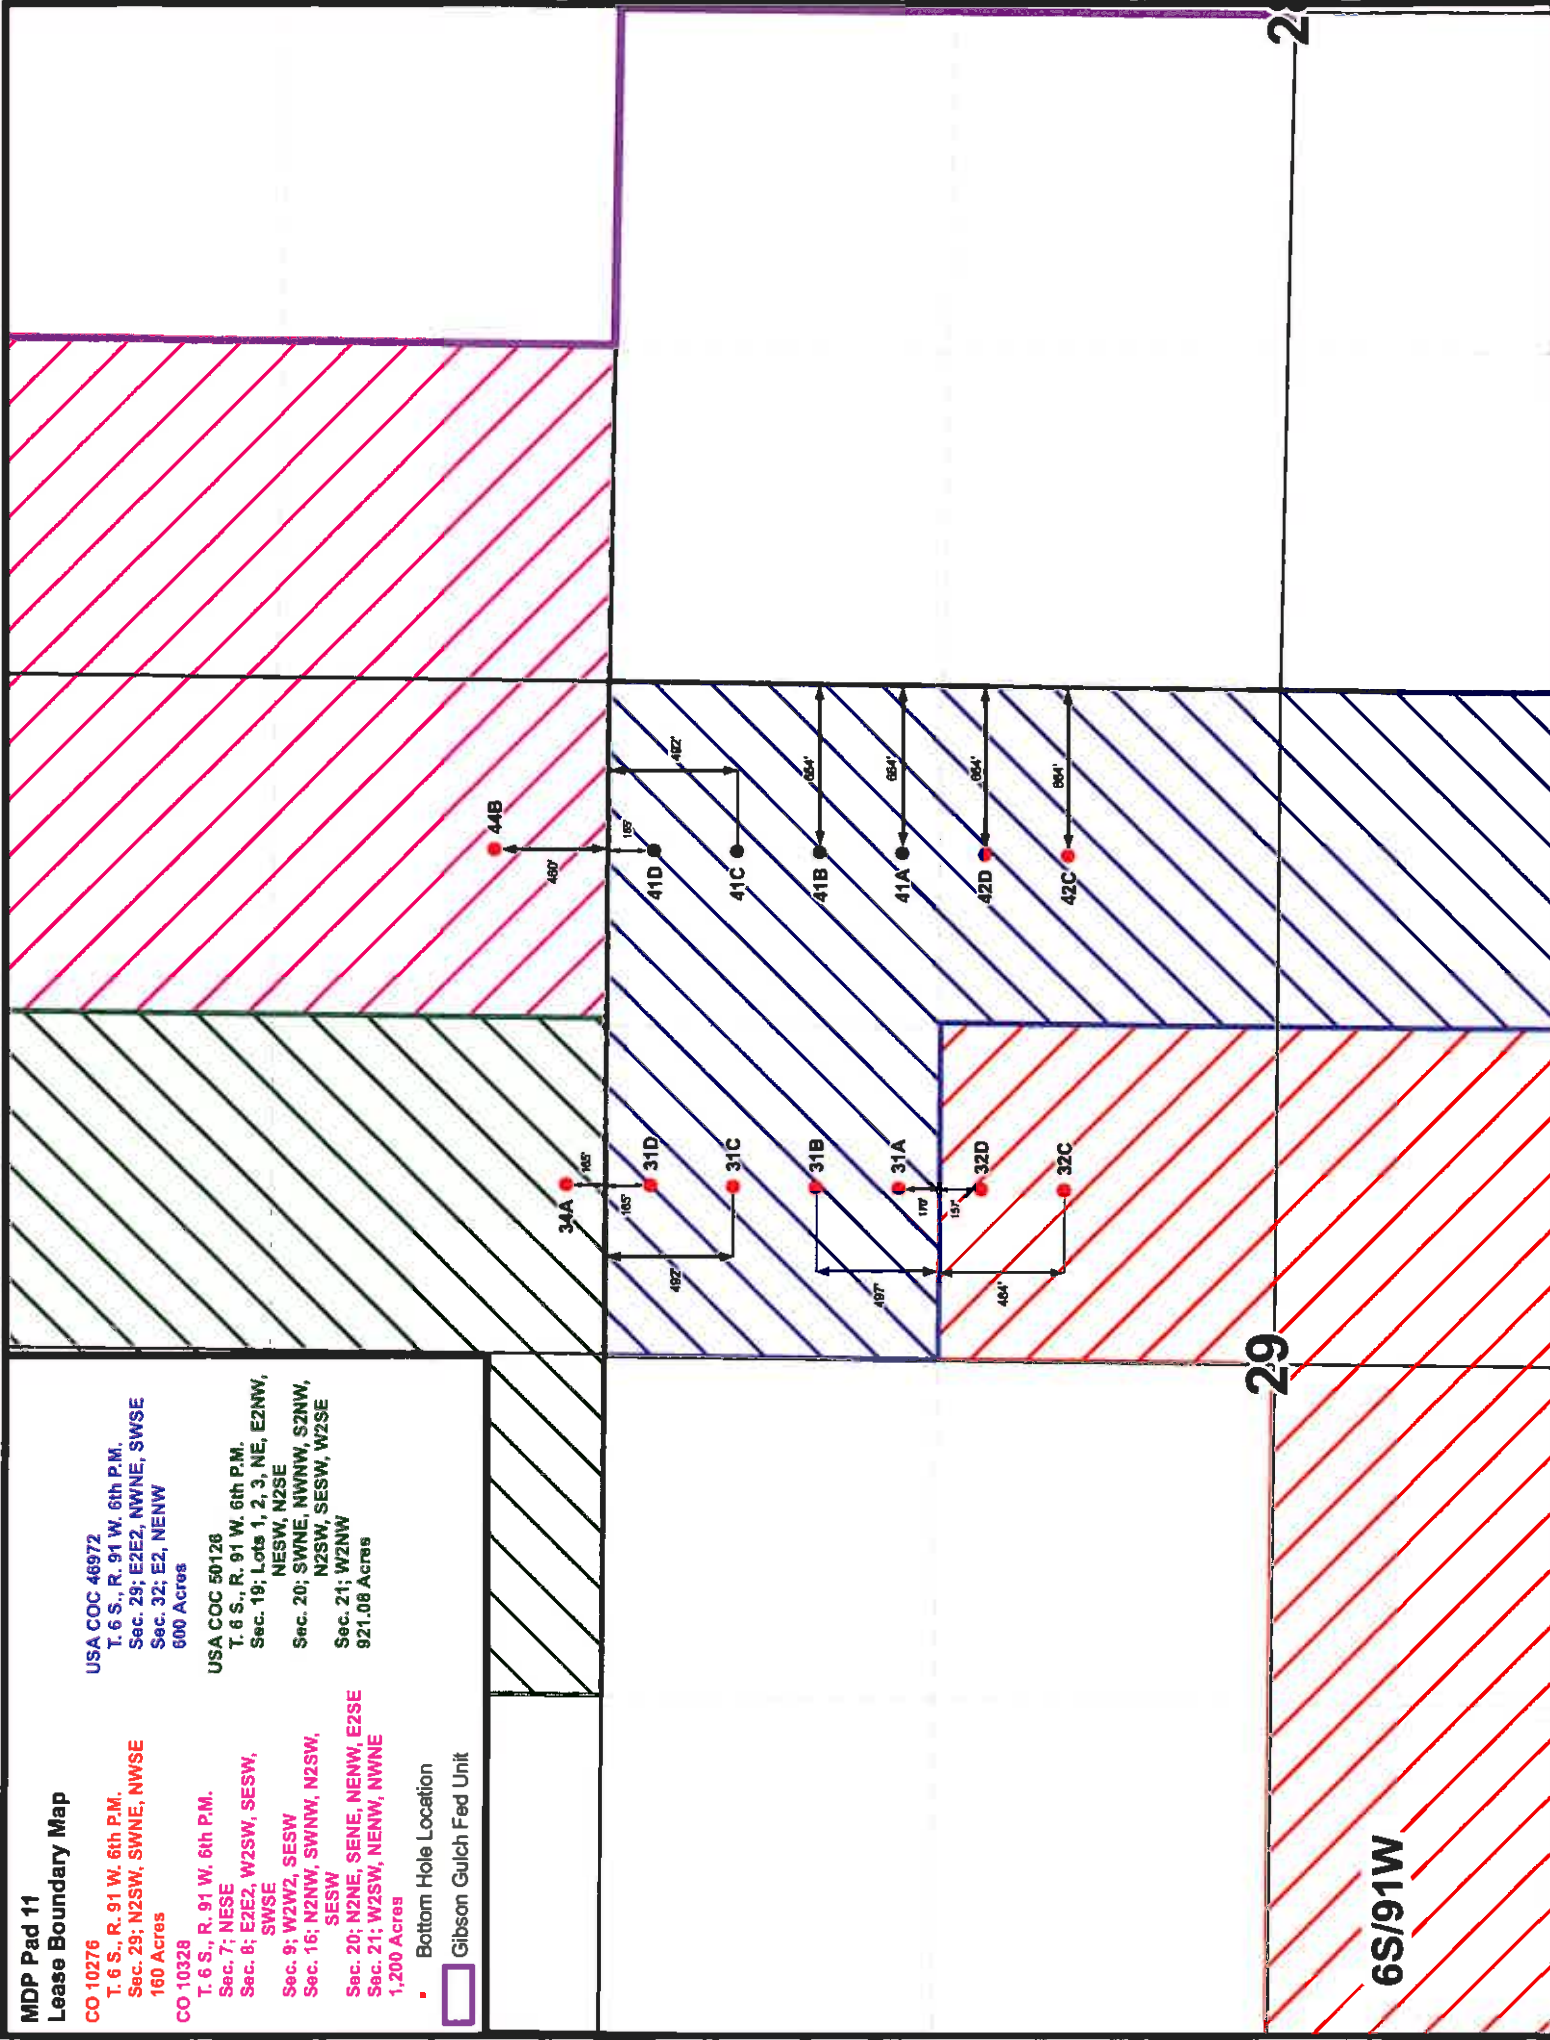 MDP Pad 11
Lease Boundary Map
CO 10276
T. 6 S., R. 91 W. 6th P.M.
Sec. 29; N2SW, SWNE, NWSE
160 Acres
CO 10328
T. 6 S., R. 91 W. 6th P.M.
Sec. 7; NESE
Sec. 8; E2E2, W2SW, SESW,
SWSE
Sec. 9; W2W2, SESW
Sec. 16; N2NW, SWNW, N2SW,
SESW
Sec. 20; N2NE, SENE, NENW, E2SE
Sec. 21; W2SW, NENW, NWNE
1,200 Acres
Bottom Hole Location
Gibson Gulch Fed Unit
USA COC 46972
T. 6 S., R. 91 W. 6th P.M.
Sec. 29; E2E2, NWNE, SWSE
Sec. 32; E2, NENW
600 Acres
USA COC 50126
T. 6 S., R. 91 W. 6th P.M.
Sec. 19; Lots 1, 2, 3, NE, E2NW,
NESW, N2SE
Sec. 20; SWNE, NWNW, S2NW,
N2SW, SESW, W2SE
Sec. 21; W2NW
921.08 Acres
44B
460'
34A
165'
165'
31D
492'
31C
31B
497'
31A
170'
157'
32D
484'
32C
165'
41D
492'
41C
41B
664'
41A
664'
42D
664'
42C
664'
29
6S/91W